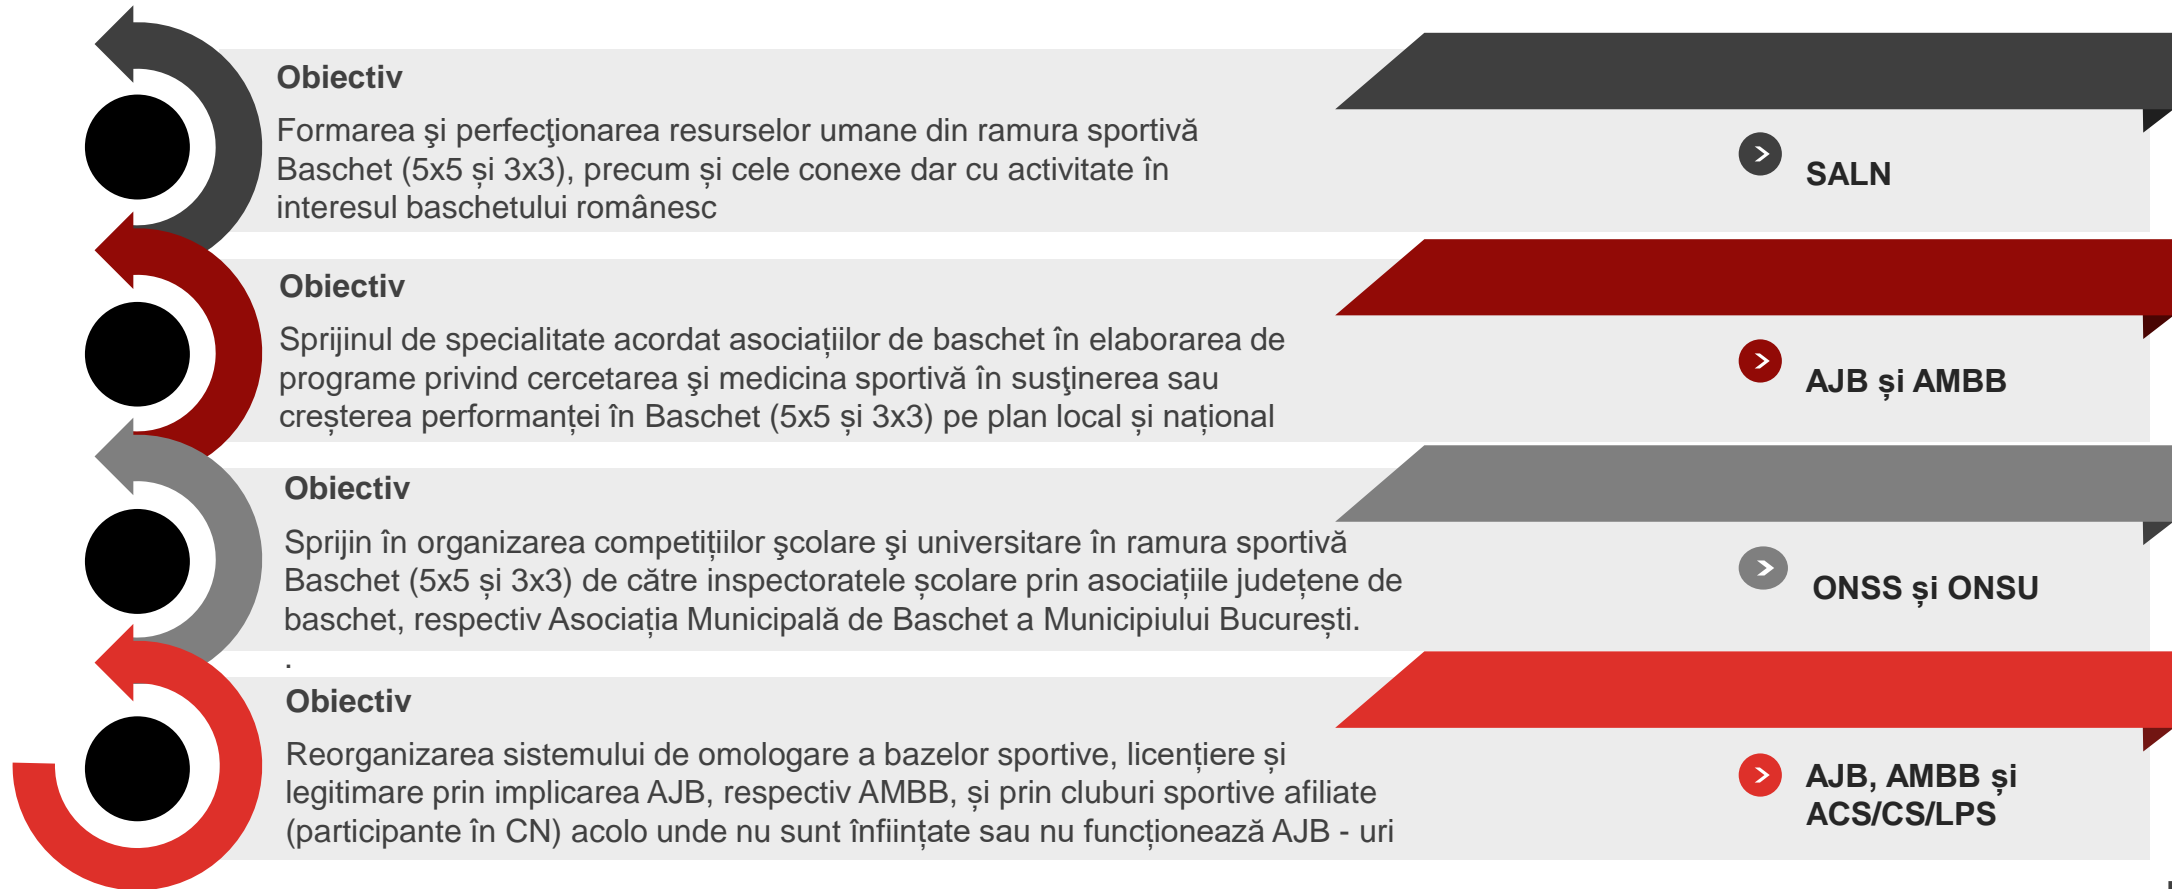 Obiectiv
Formarea şi perfecţionarea resurselor umane din ramura sportivă
Baschet (5x5 și 3x3), precum și cele conexe dar cu activitate în
interesul baschetului românesc
SALN
Obiectiv
Sprijinul de specialitate acordat asociațiilor de baschet în elaborarea de
programe privind cercetarea şi medicina sportivă în susţinerea sau
creșterea performanței în Baschet (5x5 și 3x3) pe plan local și național
AJB și AMBB
Obiectiv
Sprijin în organizarea competițiilor şcolare şi universitare în ramura sportivă
Baschet (5x5 și 3x3) de către inspectoratele școlare prin asociațiile județene de
baschet, respectiv Asociația Municipală de Baschet a Municipiului București.
.
ONSS și ONSU
Obiectiv
Reorganizarea sistemului de omologare a bazelor sportive, licențiere și
legitimare prin implicarea AJB, respectiv AMBB, și prin cluburi sportive afiliate
(participante în CN) acolo unde nu sunt înființate sau nu funcționează AJB - uri
AJB, AMBB și
ACS/CS/LPS